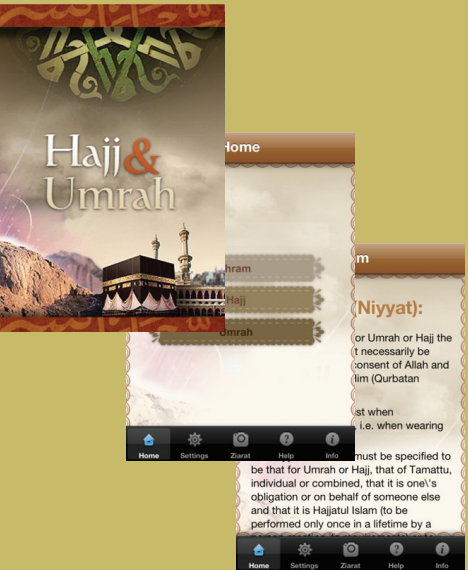 Hajj &
Umrah
Home
hram
Hajj
Umrah
Home Settings Ziarat Help Info
m
(Niyyat):
or Umrah or Hajj the
t necessarily be
consent of Allah and
lim (Qurbatan
st when
, i.e. when wearing
must be specified to
be that for Umrah or Hajj, that of Tamattu,
individual or combined, that it is one\'s
obligation or on behalf of someone else
and that it is Hajjatul Islam (to be
performed only once in a lifetime by a
Home Settings Ziarat Help Info